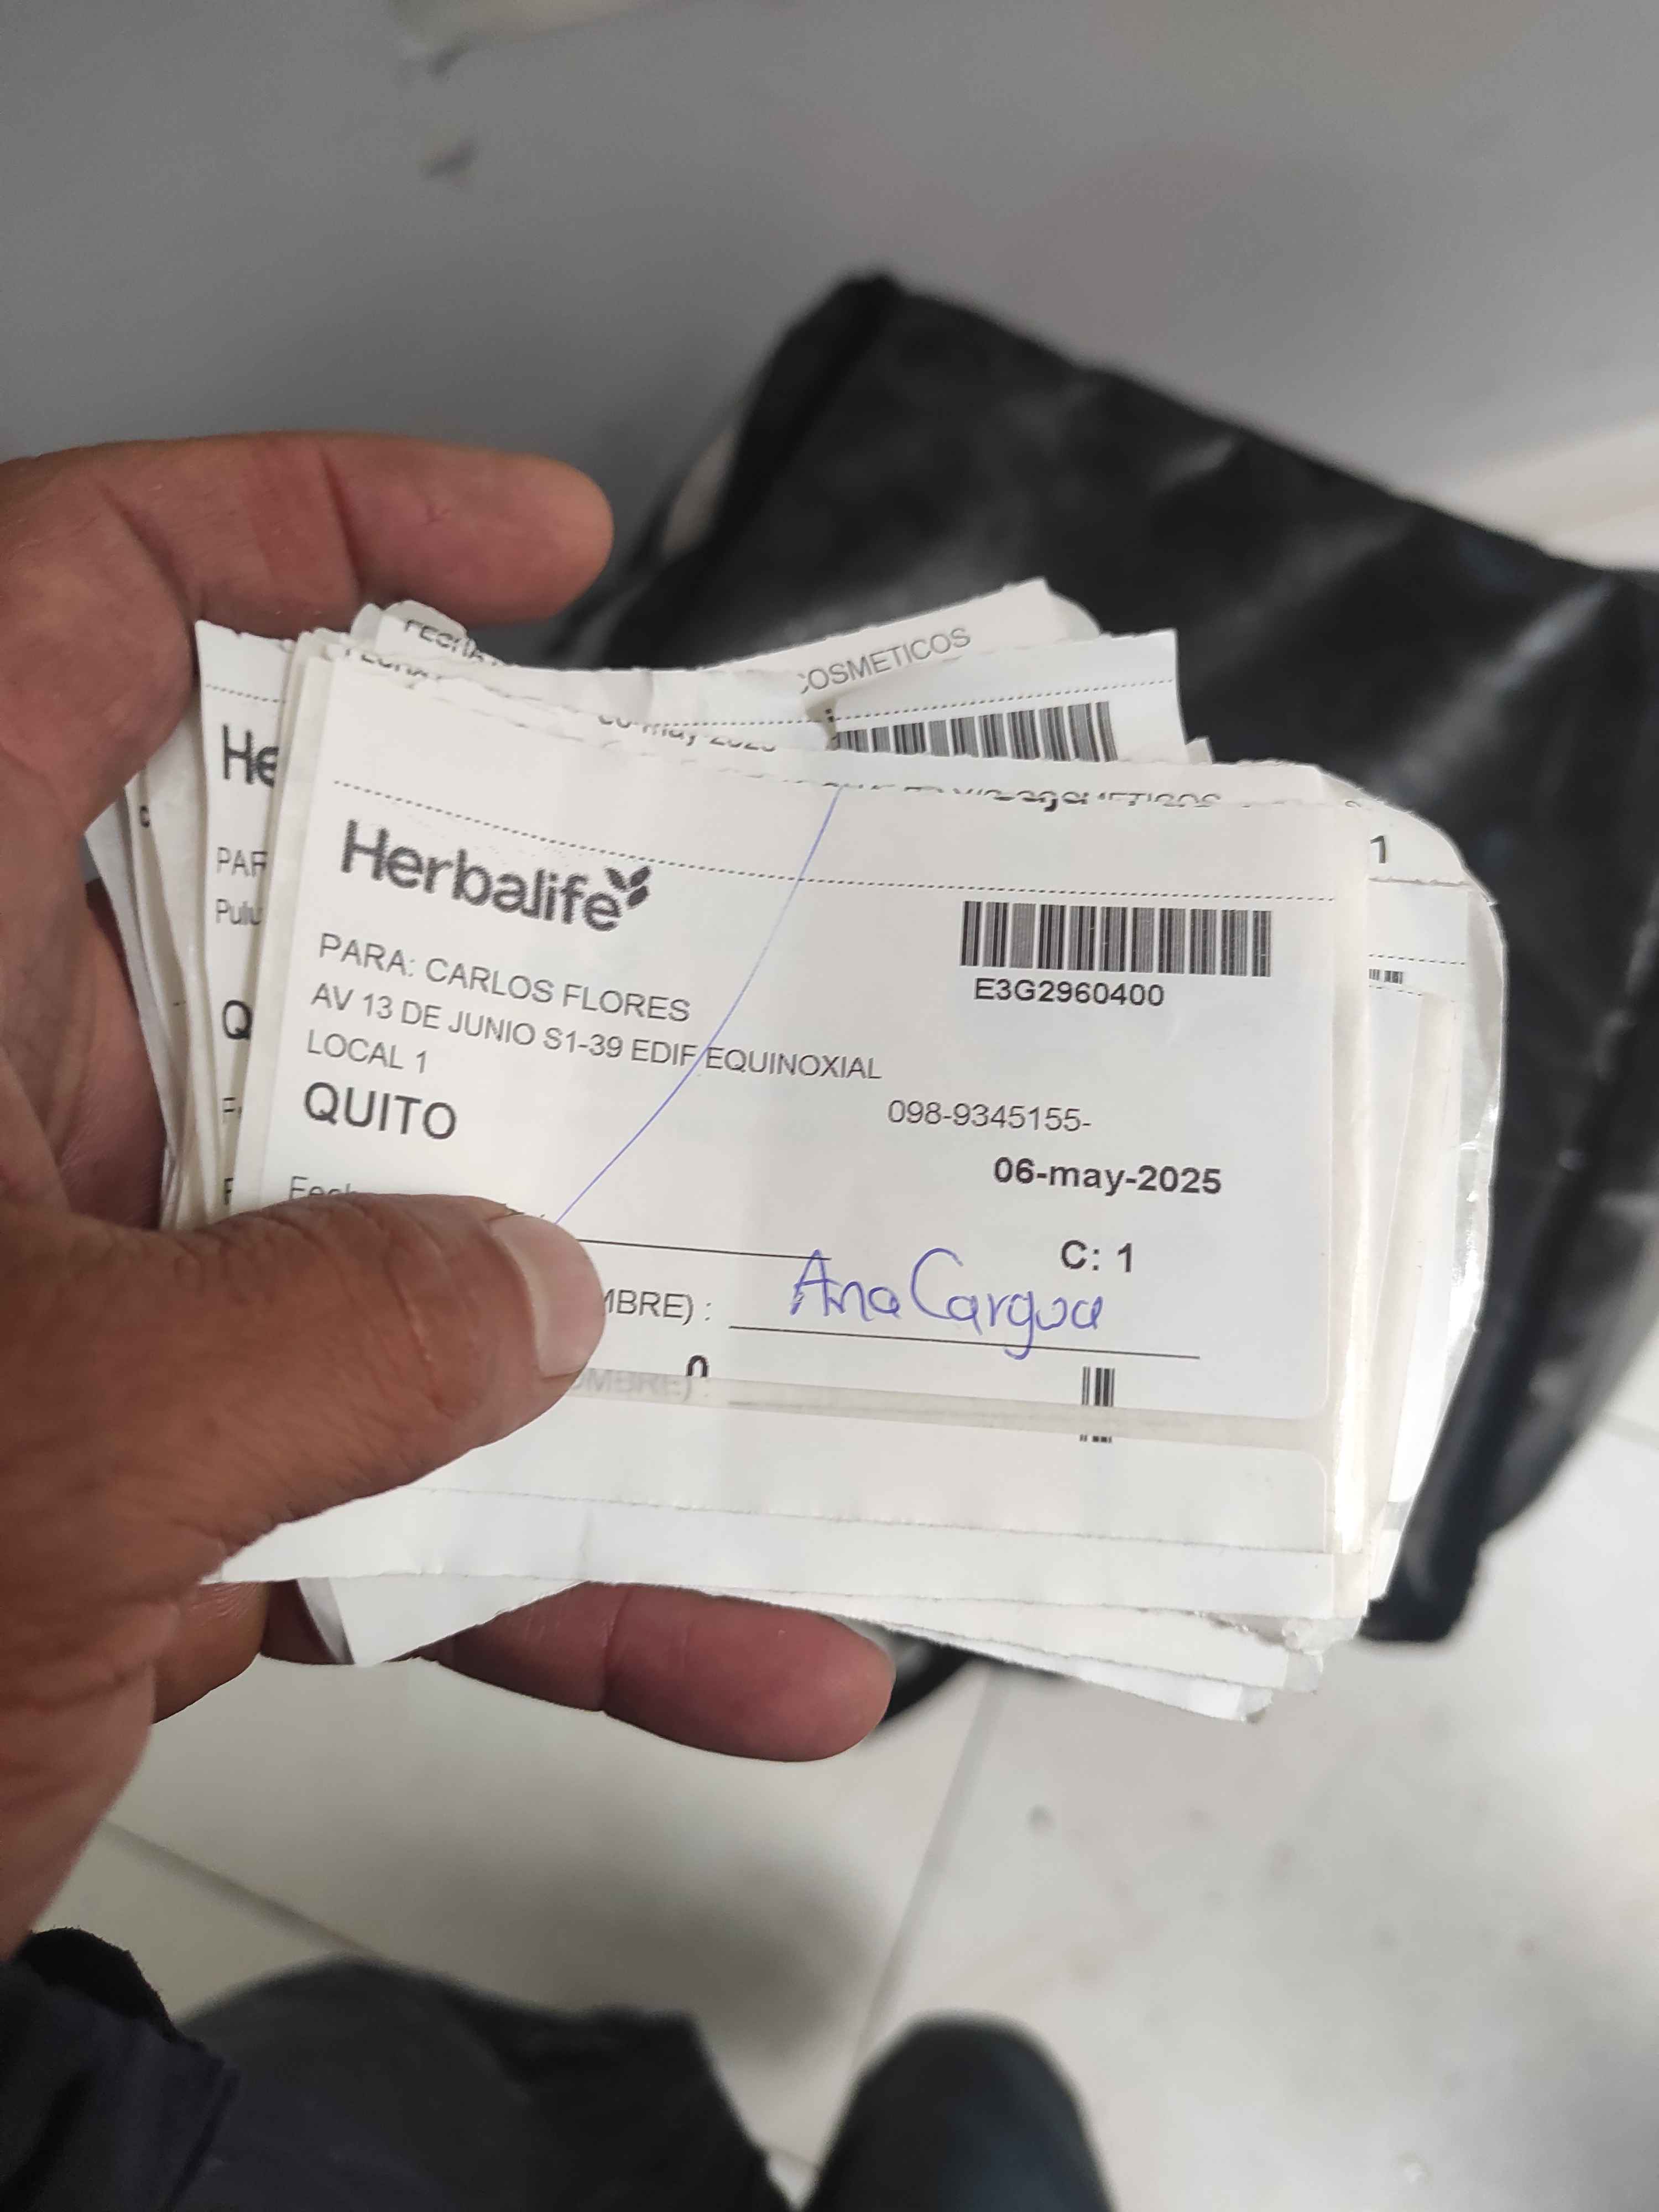 COSMETICOS
1
Herbalife
E3G2960400
PARA: CARLOS FLORES
AV 13 DE JUNIO S1-39 EDIF EQUINOXIAL
LOCAL 1
QUITO
098-9345155-
06-may-2025
C: 1
MBRE) : Ana Cargua